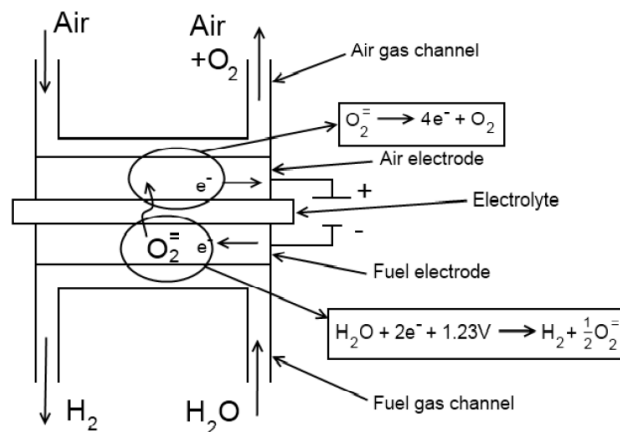 Air
Air
+O₂
Air gas channel
O₂⁼ → 4e⁻ + O₂
Air electrode
e⁻
+
Electrolyte
-
O₂⁼
e⁻
Fuel electrode
H₂O + 2e⁻ + 1.23V → H₂ + ½O₂⁼
H₂
H₂O
Fuel gas channel